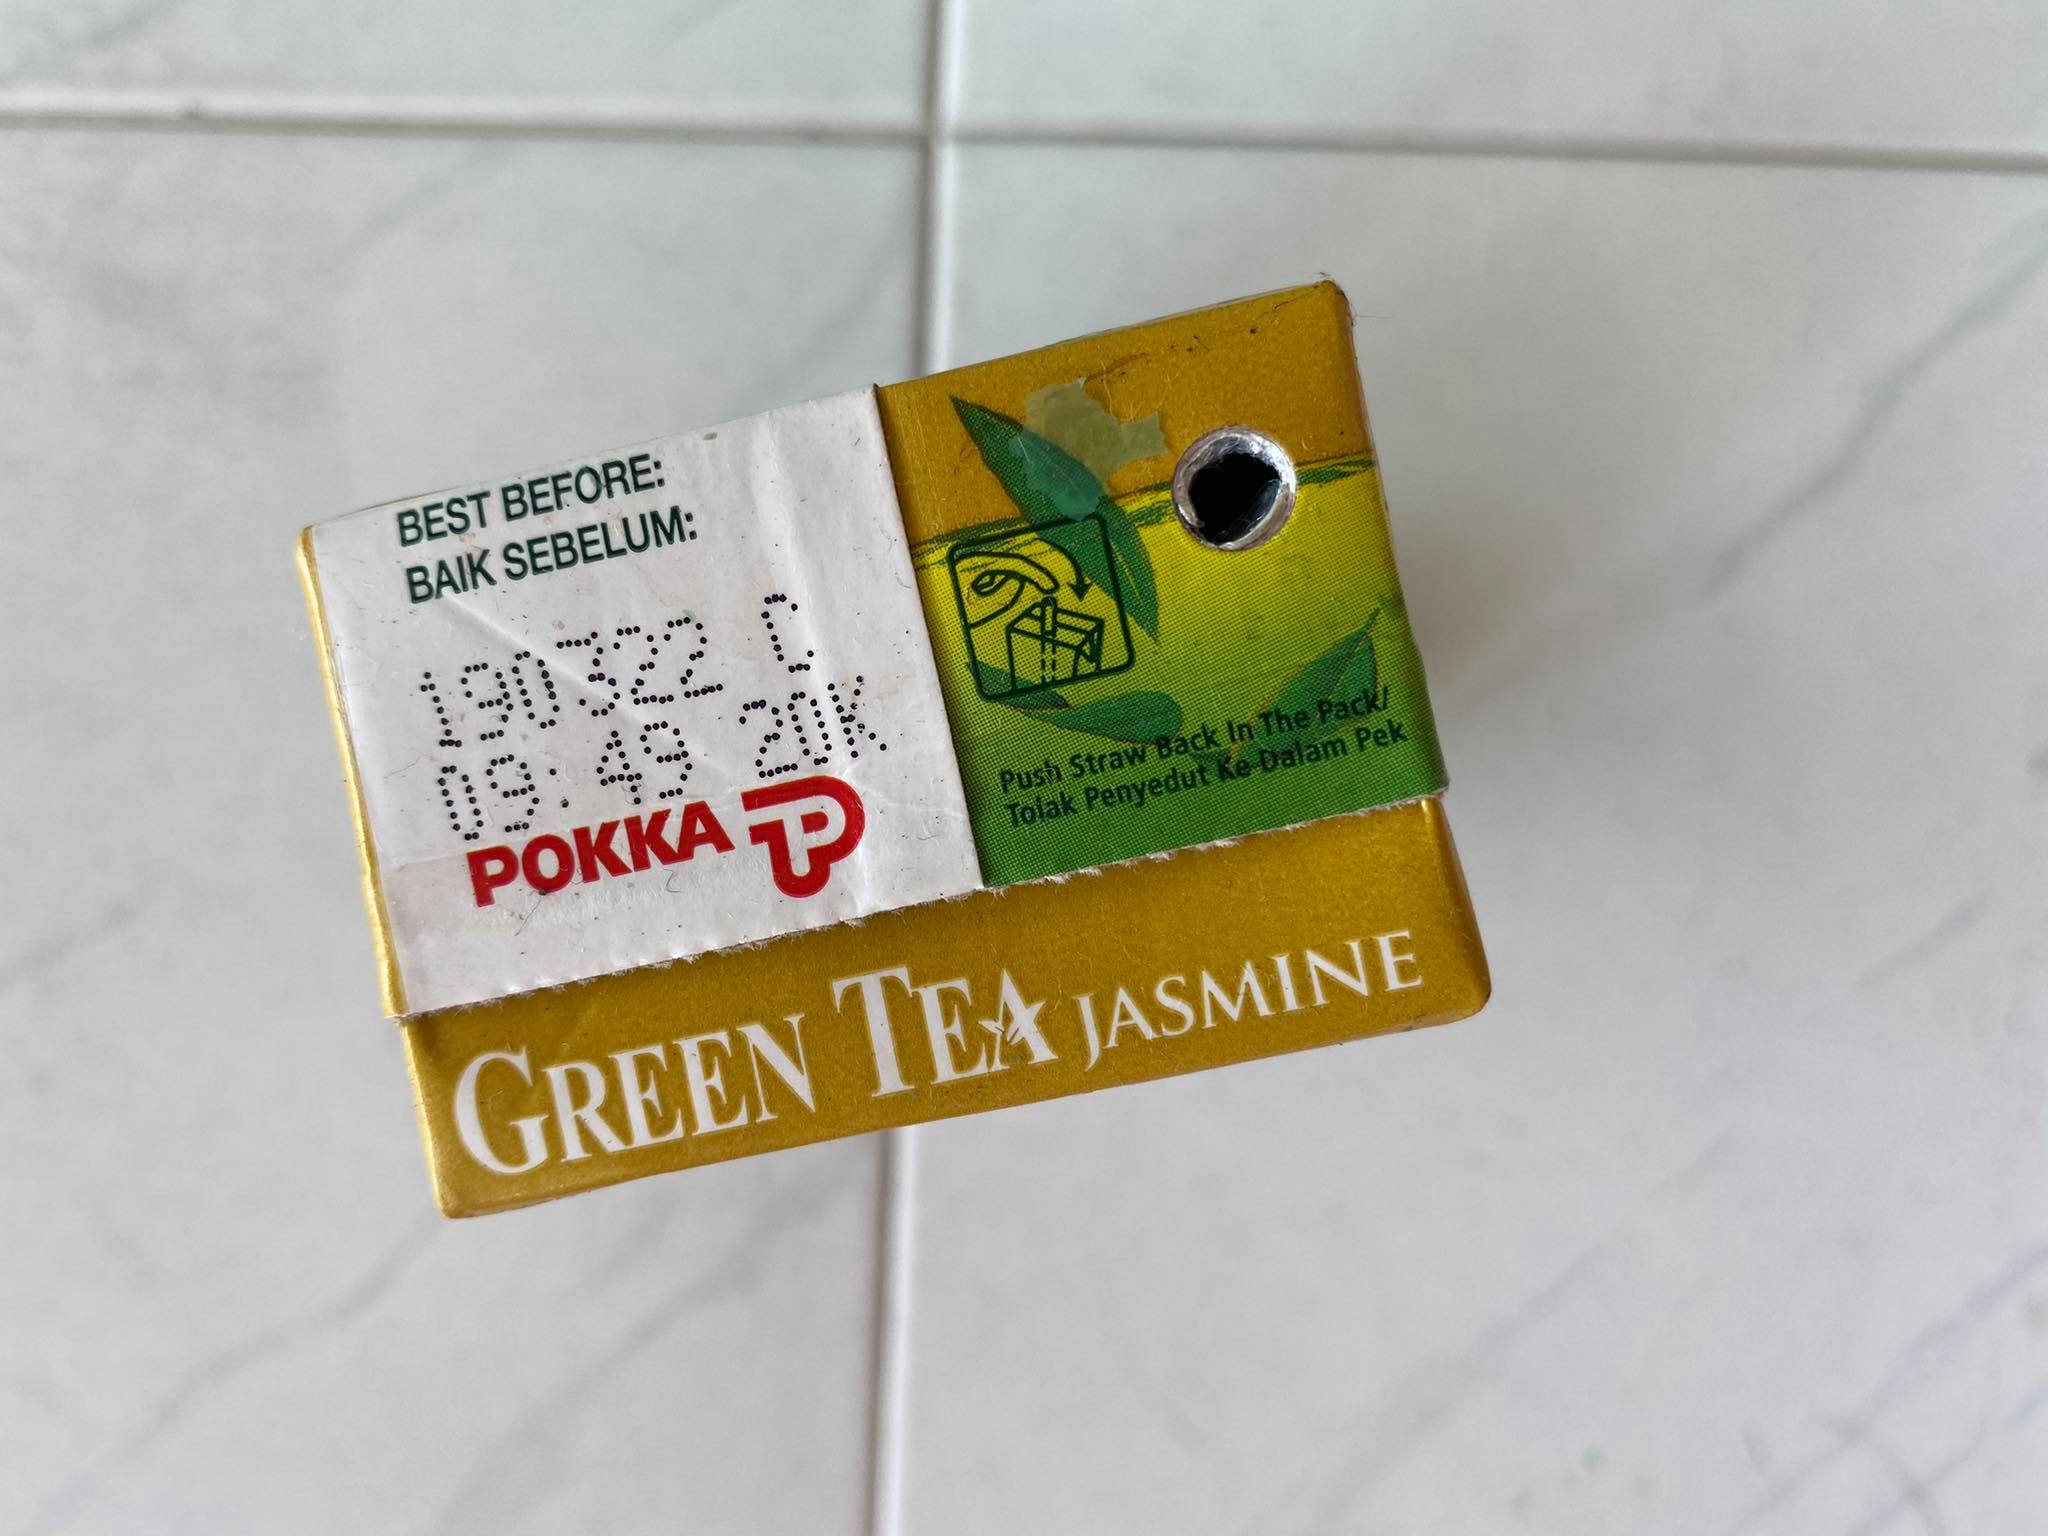 BEST BEFORE:
BAIK SEBELUM:
190322 C
09:49 20K
POKKA
Push Straw Back In The Pack/
Tolak Penyedut Ke Dalam Pek
GREEN TEA JASMINE